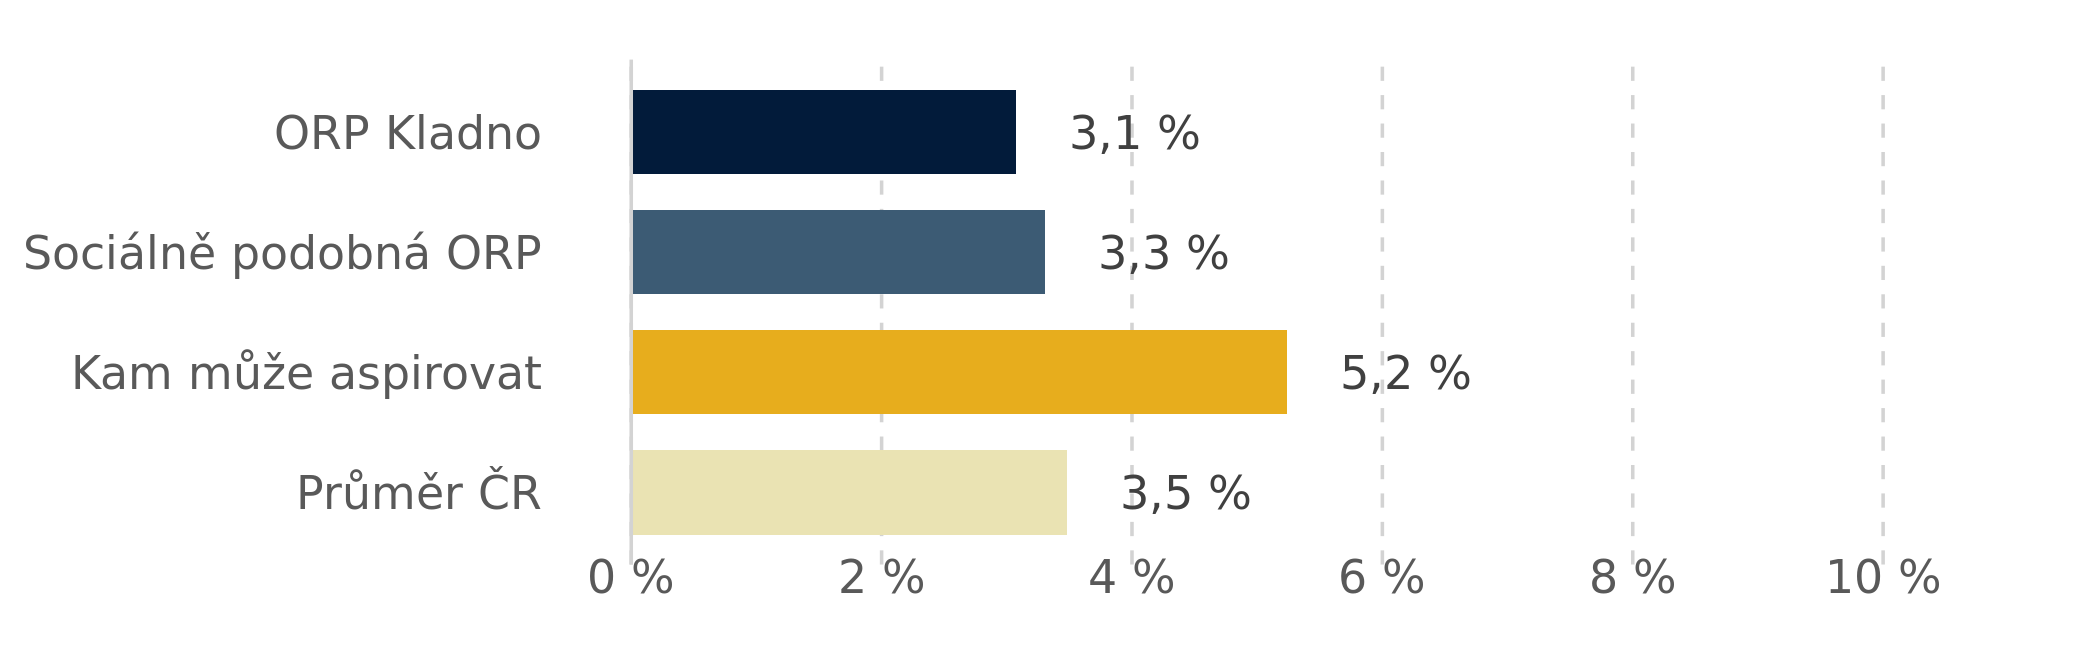 ORP Kladno 3,1 %
Sociálně podobná ORP 3,3 %
Kam může aspirovat 5,2 %
Průměr ČR 3,5 %
0 % 2 % 4 % 6 % 8 % 10 %